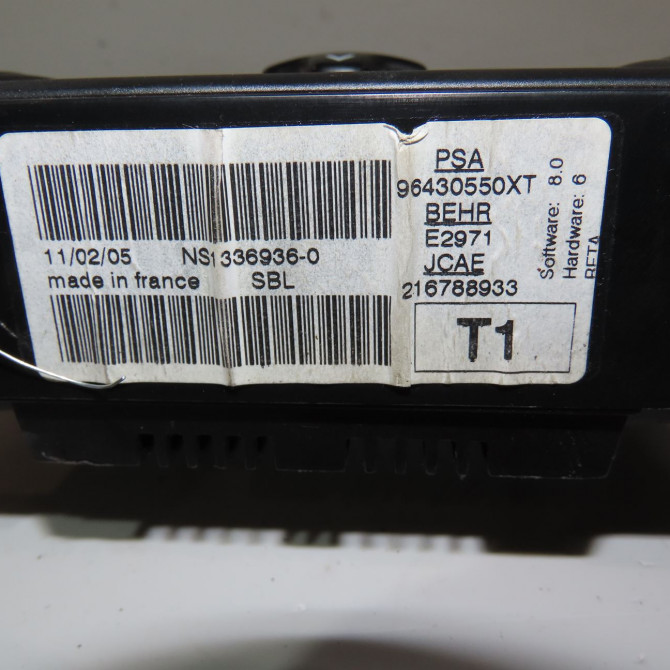 11/02/05 NS1336936-0
made in france SBL
PSA
96430550XT
BEHR
E2971
JCAE
216788933
T1
Software: 8.0
Hardware: 6
BETA